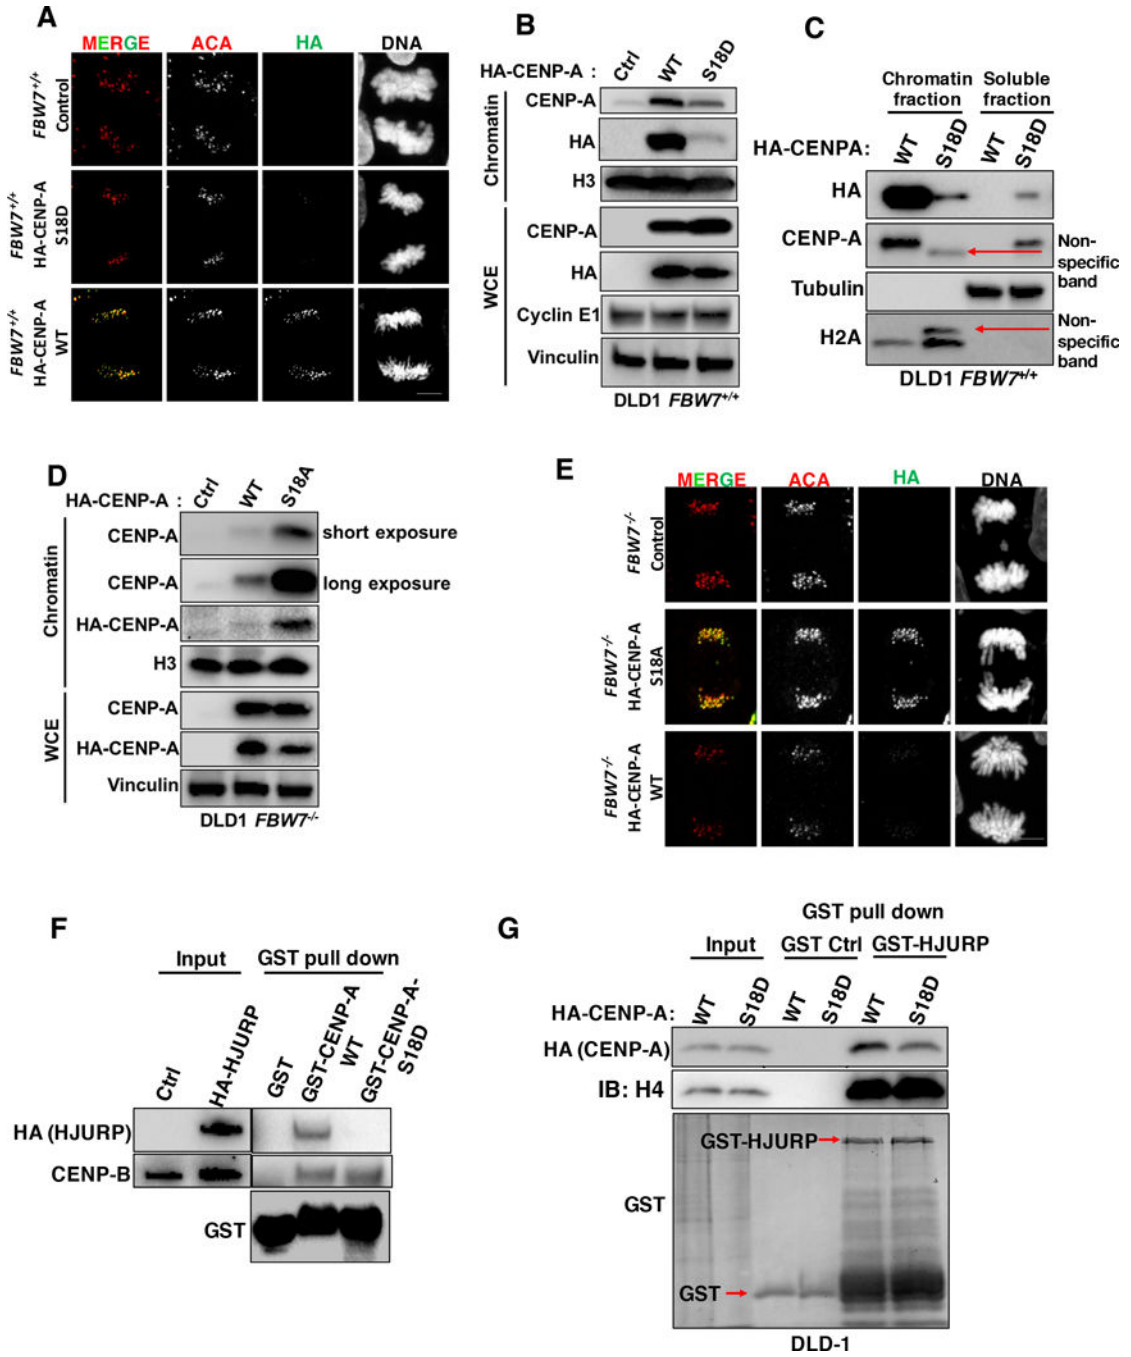 A
MERGE ACA HA DNA
FBW7+/+
Control
FBW7+/+
HA-CENP-A
S18D
FBW7+/+
HA-CENP-A
WT
B
HA-CENP-A : Ctrl WT S18D
Chromatin
CENP-A
HA
H3
WCE
CENP-A
HA
Cyclin E1
Vinculin
DLD1 FBW7+/+
C
Chromatin fraction
Soluble fraction
HA-CENPA: WT S18D WT S18D
HA
CENP-A
Non-specific band
Tubulin
H2A
Non-specific band
DLD1 FBW7+/+
D
HA-CENP-A : Ctrl WT S18A
Chromatin
CENP-A short exposure
CENP-A long exposure
HA-CENP-A
H3
WCE
CENP-A
HA-CENP-A
Vinculin
DLD1 FBW7-/-
E
MERGE ACA HA DNA
FBW7-/-
Control
FBW7-/-
HA-CENP-A
S18A
FBW7-/-
HA-CENP-A
WT
F
Input GST pull down
Ctrl HA-HJURP GST GST-CENP-A WT GST-CENP-A-S18D
HA (HJURP)
CENP-B
GST
G
GST pull down
Input GST Ctrl GST-HJURP
HA-CENP-A: WT S18D WT S18D WT S18D
HA (CENP-A)
IB: H4
GST-HJURP
GST
GST
DLD-1